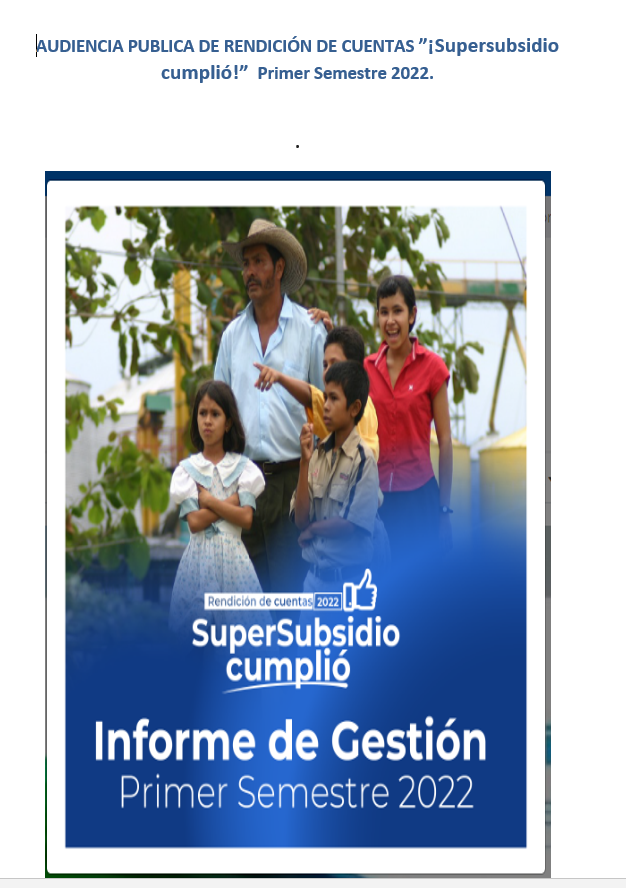 AUDIENCIA PUBLICA DE RENDICIÓN DE CUENTAS ”¡Supersubsidio
cumplió!” Primer Semestre 2022.
.
Rendición de cuentas 2022
SuperSubsidio
cumplió
Informe de Gestión
Primer Semestre 2022